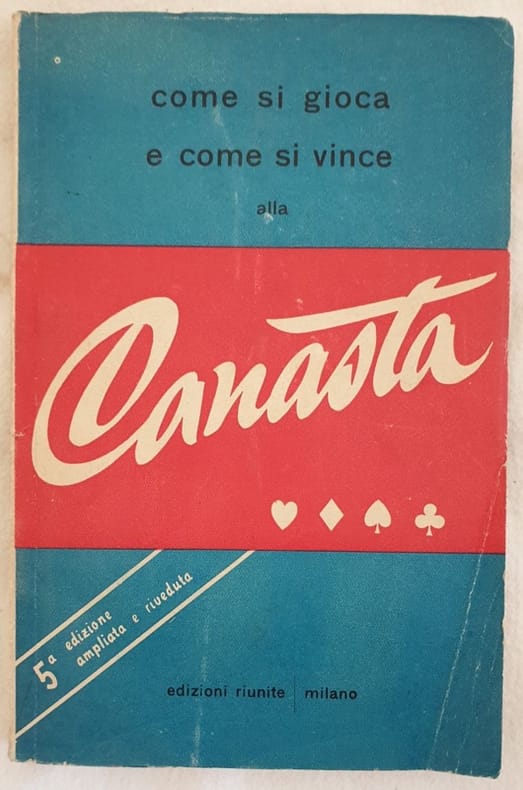 come si gioca
e come si vince
alla
Canasta
5ª edizione
ampliata e riveduta
edizioni riunite | milano